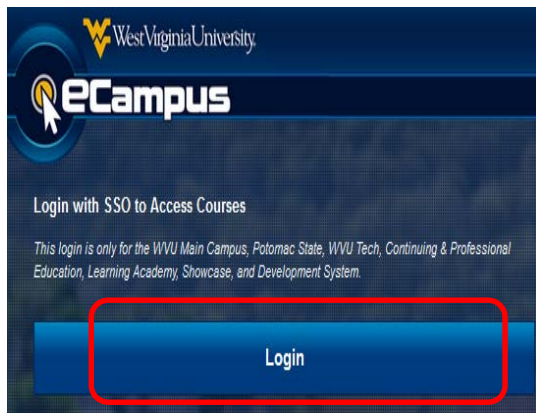 WestVirginiaUniversity.
eCampus
Login with SSO to Access Courses
This login is only for the WVU Main Campus, Potomac State, WVU Tech, Continuing & Professional
Education, Learning Academy, Showcase, and Development System.
Login